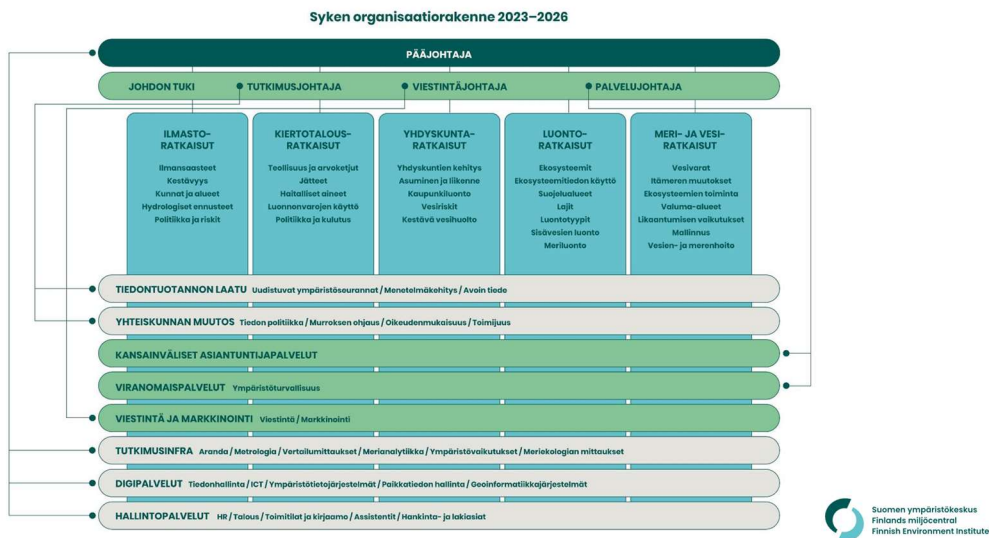 Syken organisaatiorakenne 2023–2026
PÄÄJOHTAJA
JOHDON TUKI
TUTKIMUSJOHTAJA
VIESTINTÄJOHTAJA
PALVELUJOHTAJA
ILMASTO-
RATKAISUT
Ilmansaasteet
Kestävyys
Kunnat ja alueet
Hydrologiset ennusteet
Politiikka ja riskit
KIERTOTALOUS-
RATKAISUT
Teollisuus ja arvoketjut
Jätteet
Haitalliset aineet
Luonnonvarojen käyttö
Politiikka ja kulutus
YHDYSKUNTA-
RATKAISUT
Yhdyskuntien kehitys
Asuminen ja liikenne
Kaupunkiluonto
Vesiriskit
Kestävä vesihuolto
LUONTO-
RATKAISUT
Ekosysteemit
Ekosysteemitiedon käyttö
Suojelualueet
Lajit
Luontotyypit
Sisävesien luonto
Meriluonto
MERI- JA VESI-
RATKAISUT
Vesivarat
Itämeren muutokset
Ekosysteemien toiminta
Valuma-alueet
Likaantumisen vaikutukset
Mallinnus
Vesien- ja merenhoito
TIEDONTUOTANNON LAATU Uudistuvat ympäristöseurannat / Menetelmäkehitys / Avoin tiede
YHTEISKUNNAN MUUTOS Tiedon politiikka / Murroksen ohjaus / Oikeudenmukaisuus / Toimijuus
KANSAINVÄLISET ASIANTUNTIJAPALVELUT
VIRANOMAISPALVELUT Ympäristöturvallisuus
VIESTINTÄ JA MARKKINOINTI Viestintä / Markkinointi
TUTKIMUSINFRA Aranda / Metrologia / Vertailumittaukset / Merianalytiikka / Ympäristövaikutukset / Meriekologian mittaukset
DIGIPALVELUT Tiedonhallinta / ICT / Ympäristötietojärjestelmät / Paikkatiedon hallinta / Geoinformatiikkajärjestelmät
HALLINTOPALVELUT HR / Talous / Toimitilat ja kirjaamo / Assistentit / Hankinta- ja lakiasiat
Suomen ympäristökeskus
Finlands miljöcentral
Finnish Environment Institute